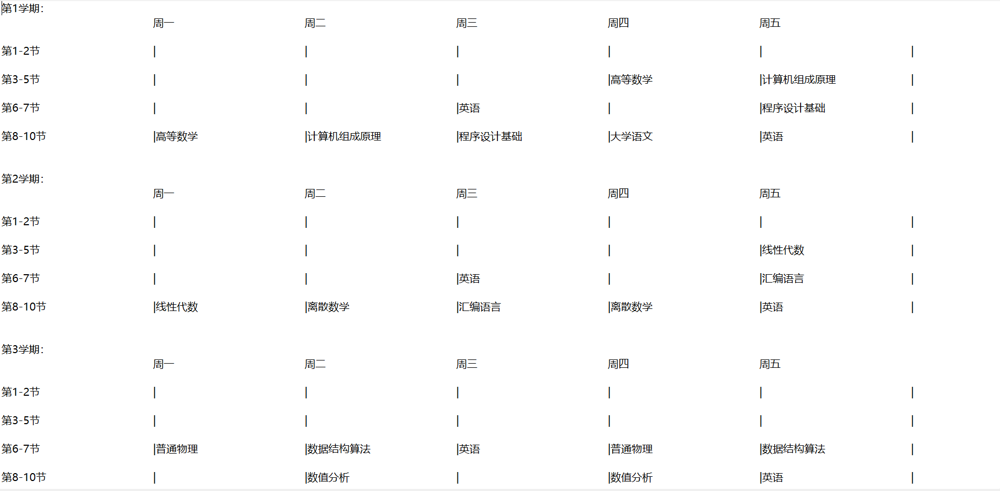 第1学期：
周一 周二 周三 周四 周五
第1-2节 | | | | | |
第3-5节 | | | |高等数学 |计算机组成原理 |
第6-7节 | | |英语 | |程序设计基础 |
第8-10节 |高等数学 |计算机组成原理 |程序设计基础 |大学语文 |英语 |
第2学期：
周一 周二 周三 周四 周五
第1-2节 | | | | | |
第3-5节 | | | | |线性代数 |
第6-7节 | | |英语 | |汇编语言 |
第8-10节 |线性代数 |离散数学 |汇编语言 |离散数学 |英语 |
第3学期：
周一 周二 周三 周四 周五
第1-2节 | | | | | |
第3-5节 | | | | | |
第6-7节 |普通物理 |数据结构算法 |英语 |普通物理 |数据结构算法 |
第8-10节 | |数值分析 | |数值分析 |英语 |